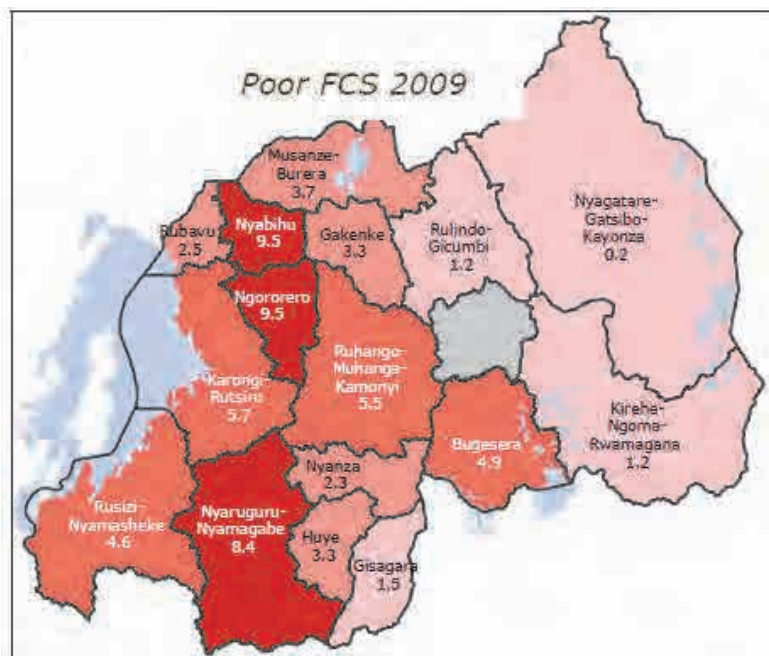 Poor FCS 2009
Musanze-
Burera
3.7
Rubavu
2.5
Nyabihu
9.5
Gakenke
3.3
Rulindo-
Gicumbi
1.2
Nyagatare-
Gatsibo-
Kayonza
0.2
Ngororero
9.5
Karongi-
Rutsiro
5.7
Ruhango-
Muhanga-
Kamonyi
5.5
Bugesera
4.9
Kirehe-
Ngoma-
Rwamagana
1.2
Rusizi-
Nyamasheke
4.6
Nyaruguru-
Nyamagabe
8.4
Nyanza
2.3
Huye
3.3
Gisagara
1.5